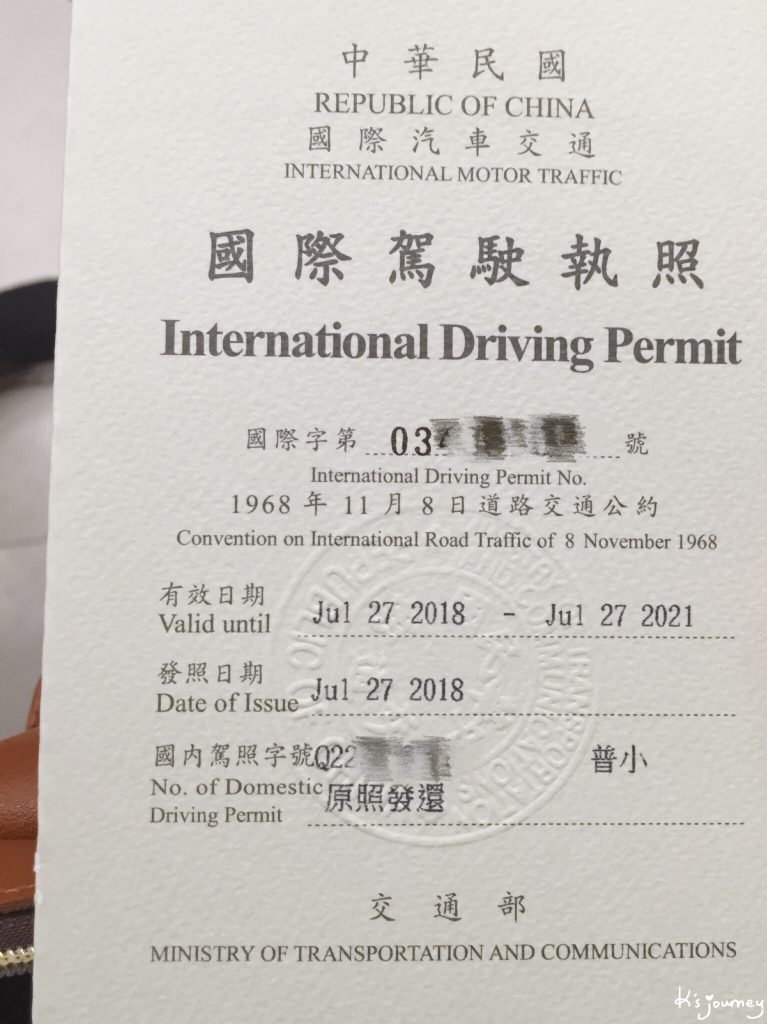 中華民國
REPUBLIC OF CHINA
國際汽車交通
INTERNATIONAL MOTOR TRAFFIC
國際駕駛執照
International Driving Permit
國際字第 03 號
International Driving Permit No.
1968年11月8日道路交通公約
Convention on International Road Traffic of 8 November 1968
有效日期
Valid until Jul 27 2018 - Jul 27 2021
發照日期
Date of Issue Jul 27 2018
國內駕照字號Q22 普小
No. of Domestic 原照發還
Driving Permit
交通部
MINISTRY OF TRANSPORTATION AND COMMUNICATIONS
K's journey